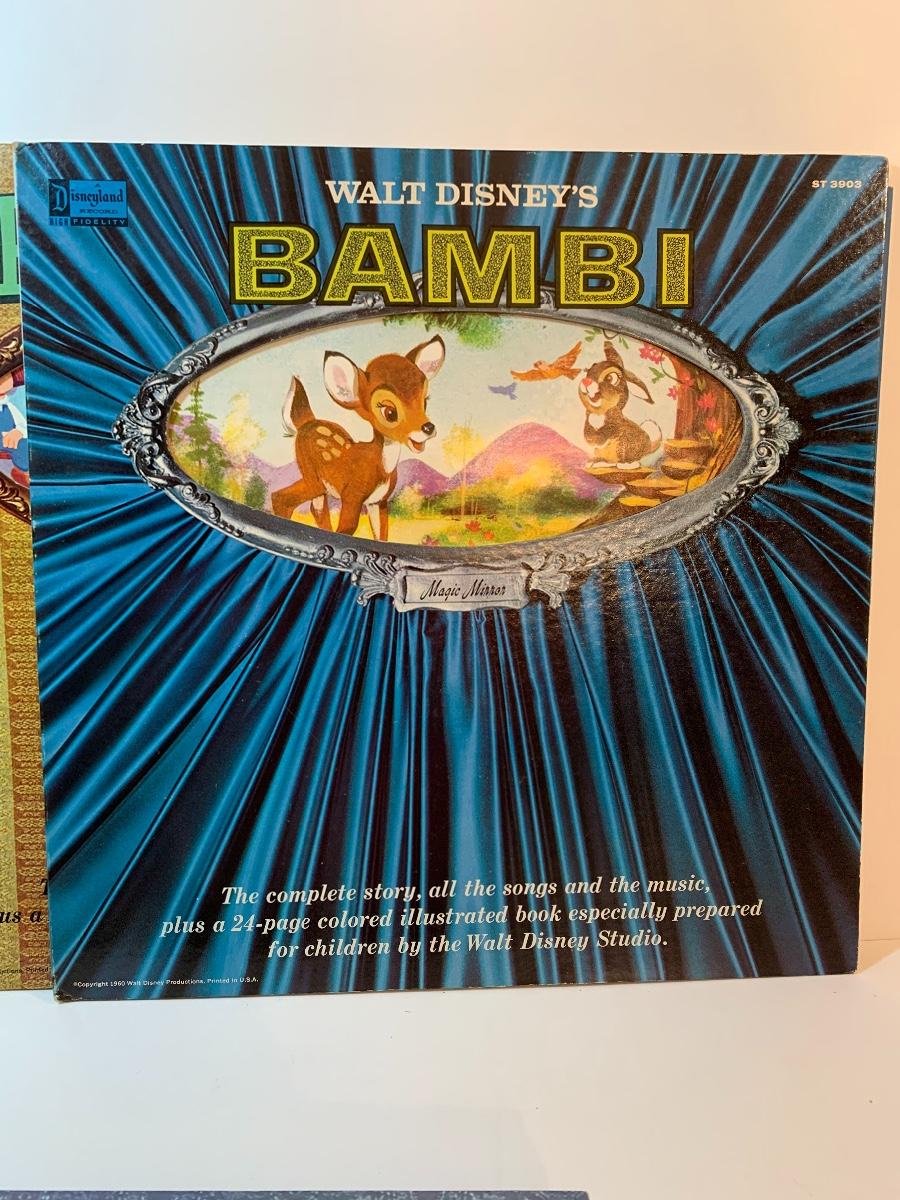 A
Disneyland
RECORD
HIGH FIDELITY
WALT DISNEY'S
ST 3903
BAMBI
Magic Mirror
The complete story, all the songs and the music,
plus a 24-page colored illustrated book especially prepared
for children by the Walt Disney Studio.
©Copyright 1960 Walt Disney Productions. Printed in U.S.A.
us a
Printed